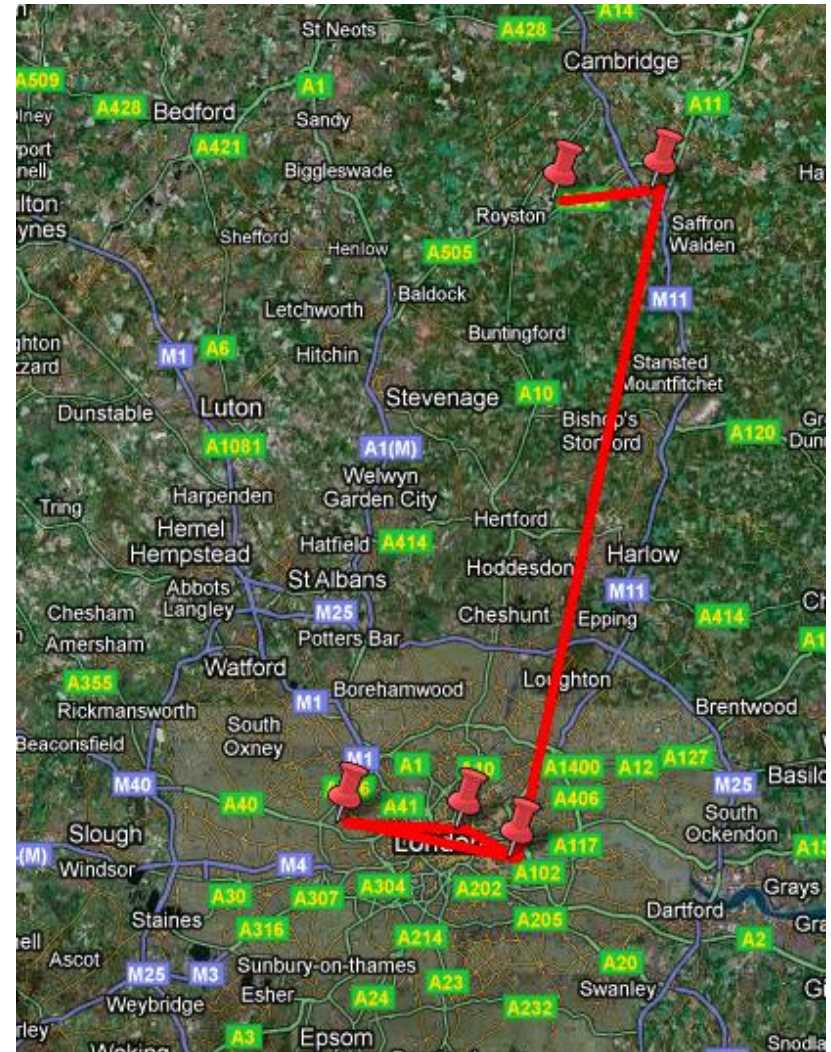 A14
St Neots
A428
Cambridge
A509
A1
A11
A428
Bedford
Sandy
A421
Biggleswade
Royston
Saffron
Walden
Shefford
Henlow
A505
Baldock
M11
Letchworth
Buntingford
M1
A6
Hitchin
Stansted
Mountfitchet
Stevenage
A10
Dunstable
Luton
Bishop's
Stortford
A120
A1081
A1(M)
Welwyn
Garden City
Harpenden
Tring
Hertford
Hemel
Hempstead
Hatfield
A414
Harlow
Hoddesdon
St Albans
Abbots
Langley
M11
M25
Chesham
Cheshunt
Epping
A414
Amersham
Potters Bar
Watford
Loughton
A355
Borehamwood
Rickmansworth
M1
Brentwood
South
Oxney
Beaconsfield
M1
A1
A10
A1400
A12
A127
M40
M25
A40
A41
A406
South
Ockendon
Slough
London
A117
Windsor
M4
A102
A30
A307
A304
A202
Grays
Staines
A316
A205
Dartford
A214
A2
Ascot
Sunbury-on-thames
A20
M25
M3
A23
Swanley
Weybridge
Esher
A24
A232
A3
Epsom